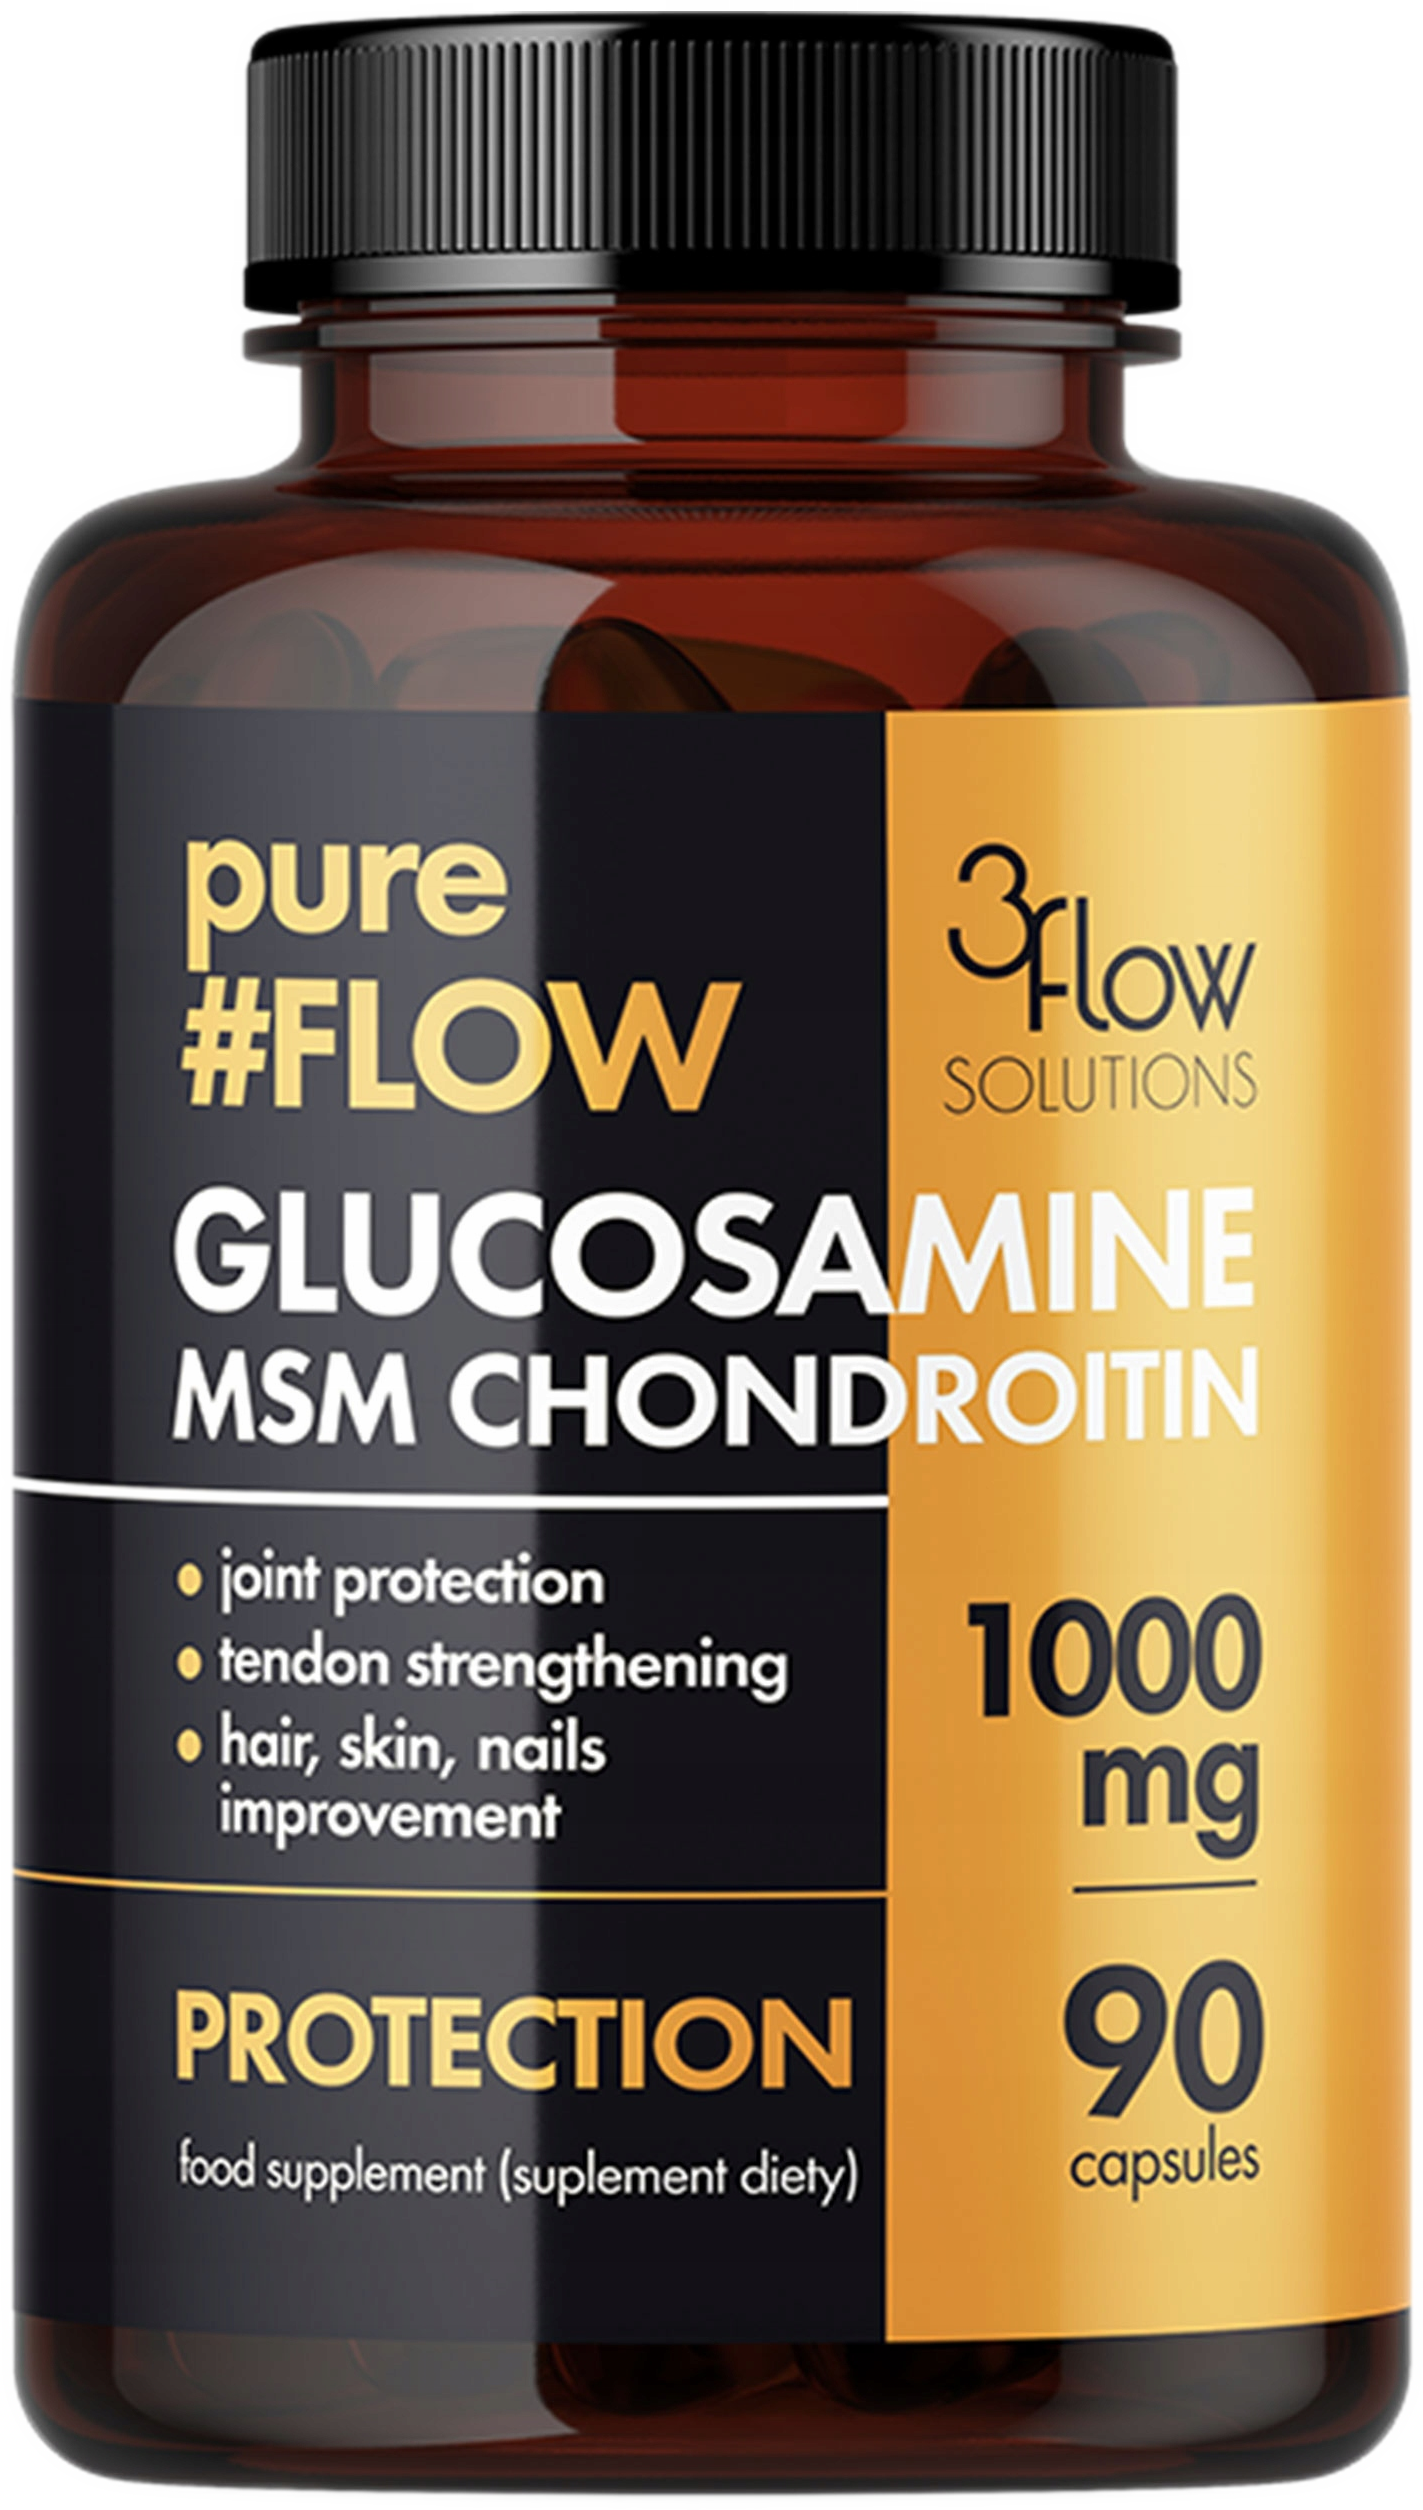 pure
#FLOW
3flow
SOLUTIONS
GLUCOSAMINE
MSM CHONDROITIN
joint protection
tendon strengthening
hair, skin, nails
improvement
1000
mg
90
capsules
PROTECTION
food supplement (suplement diety)